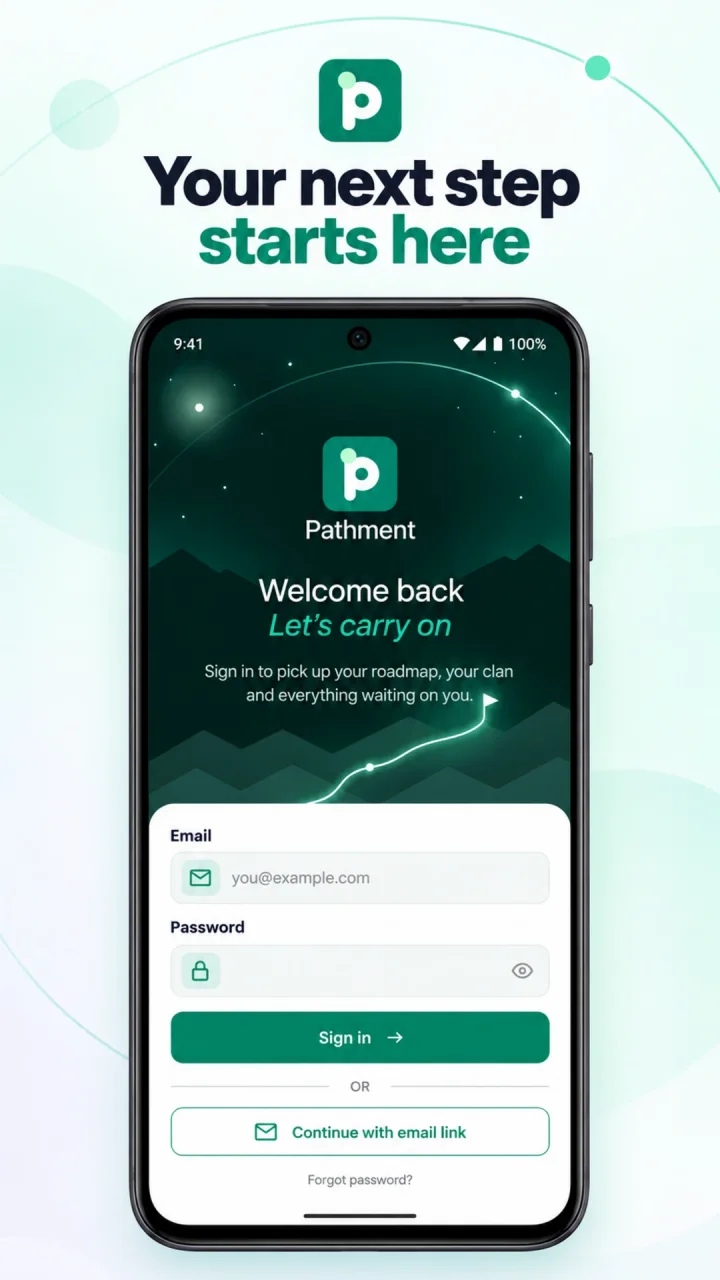 p
Your next step
starts here
9:41
100%
p
Pathment
Welcome back
Let's carry on
Sign in to pick up your roadmap, your clan
and everything waiting on you.
Email
you@example.com
Password
Sign in →
OR
Continue with email link
Forgot password?